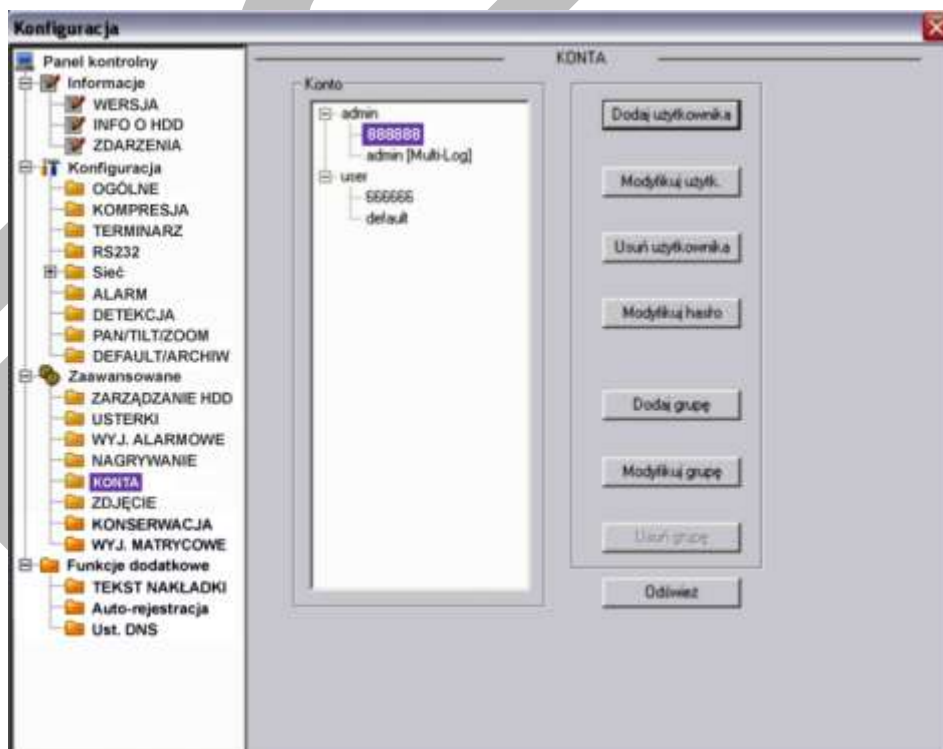 Konfiguracja
Panel kontrolny
Informacje
WERSJA
INFO O HDD
ZDARZENIA
Konfiguracja
OGÓLNE
KOMPRESJA
TERMINARZ
RS232
Sieć
ALARM
DETEKCJA
PAN/TILT/ZOOM
DEFAULT/ARCHIW
Zaawansowane
ZARZĄDZANIE HDD
USTERKI
WYJ. ALARMOWE
NAGRYWANIE
KONTA
ZDJĘCIE
KONSERWACJA
WYJ. MATRYCOWE
Funkcje dodatkowe
TEKST NAKŁADKI
Auto-rejestracja
Ust. DNS
KONTA
Konto
admin
888888
admin [Multi-Log]
user
666666
default
Dodaj użytkownika
Modyfikuj użytk.
Usuń użytkownika
Modyfikuj hasło
Dodaj grupę
Modyfikuj grupę
Usuń grupę
Odśwież